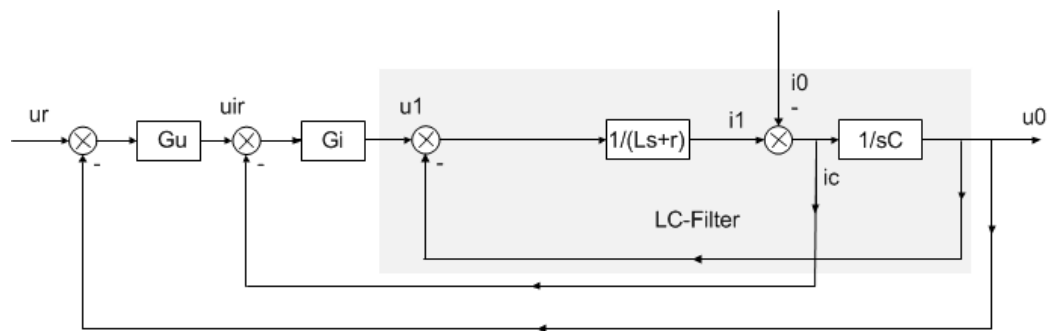 i0
-
ur
Gu
uir
Gi
u1
1/(Ls+r)
i1
1/sC
u0
-
-
-
ic
LC-Filter